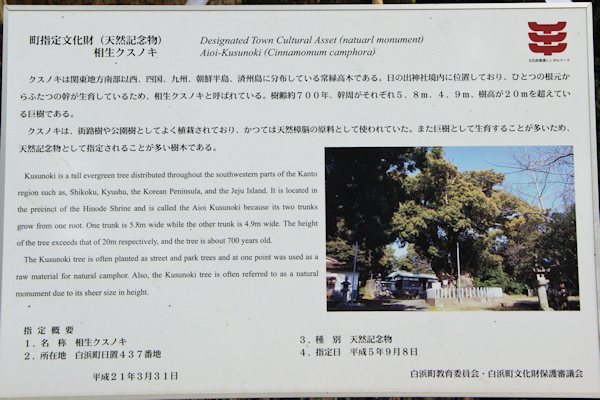 町指定文化財（天然記念物）
相生クスノキ
Designated Town Cultural Asset (natuarl monument)
Aioi-Kusunoki (Cinnamomum camphora)
クスノキは関東地方南部以西、四国、九州、朝鮮半島、済州島に分布している常緑高木である。日の出神社境内に位置しており、ひとつの根元か
らふたつの幹が生育しているため、相生クスノキと呼ばれている。樹齢約７００年、幹周がそれぞれ５．８ｍ、４．９ｍ、樹高が２０ｍを超えてい
る巨樹である。
クスノキは、街路樹や公園樹としてよく植栽されており、かつては天然樟脳の原料として使われていた。また巨樹として生育することが多いため、
天然記念物として指定されることが多い樹木である。
Kusunoki is a tall evergreen tree distributed throughout the southwestern parts of the Kanto
region such as, Shikoku, Kyushu, the Korean Peninsula, and the Jeju Island. It is located in
the precinct of the Hinode Shrine and is called the Aioi Kusunoki because its two trunks
grow from one root. One trunk is 5.8m wide while the other trunk is 4.9m wide. The height
of the tree exceeds that of 20m respectively, and the tree is about 700 years old.
The Kusunoki tree is often planted as street and park trees and at one point was used as a
raw material for natural camphor. Also, the Kusunoki tree is often referred to as a natural
monument due to its sheer size in height.
指定概要
１．名 称 相生クスノキ
２．所在地 白浜町日置４３７番地
３．種 別 天然記念物
４．指定日 平成５年９月８日
平成２１年３月３１日
白浜町教育委員会・白浜町文化財保護審議会